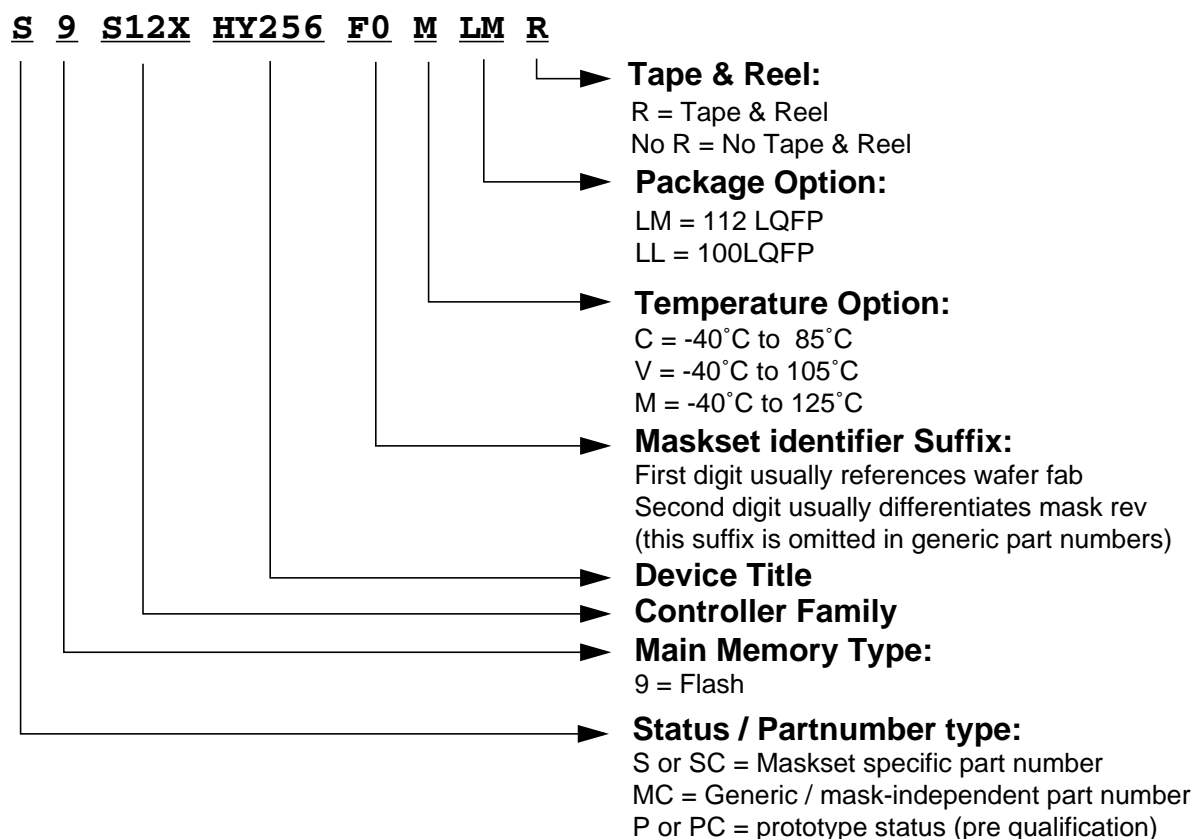 S 9 S12X HY256 F0 M LM R
Tape & Reel:
R = Tape & Reel
No R = No Tape & Reel
Package Option:
LM = 112 LQFP
LL = 100LQFP
Temperature Option:
C = -40˚C to 85˚C
V = -40˚C to 105˚C
M = -40˚C to 125˚C
Maskset identifier Suffix:
First digit usually references wafer fab
Second digit usually differentiates mask rev
(this suffix is omitted in generic part numbers)
Device Title
Controller Family
Main Memory Type:
9 = Flash
Status / Partnumber type:
S or SC = Maskset specific part number
MC = Generic / mask-independent part number
P or PC = prototype status (pre qualification)